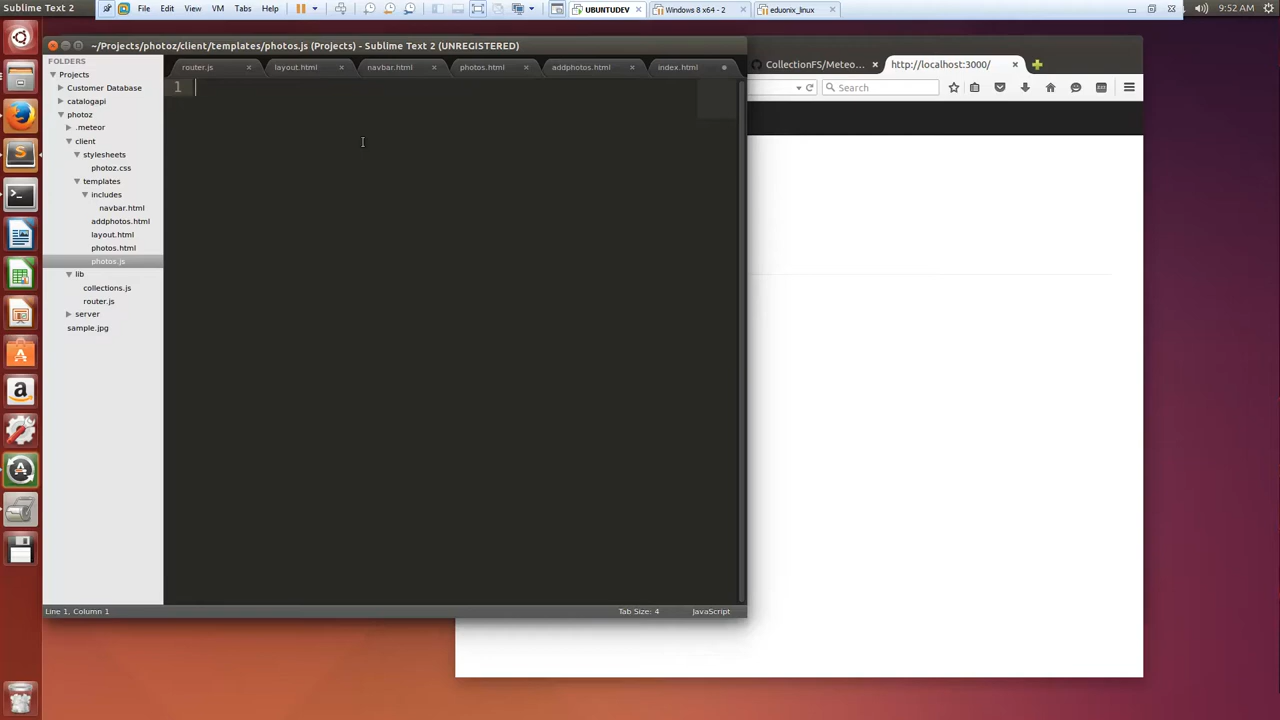 Sublime Text 2
File Edit View VM Tabs Help
UBUNTUDEV
Windows 8 x64 - 2
eduonix_linux
9:52 AM
~/Projects/photoz/client/templates/photos.js (Projects) - Sublime Text 2 (UNREGISTERED)
FOLDERS
Projects
Customer Database
catalogapi
photoz
.meteor
client
stylesheets
photoz.css
templates
includes
navbar.html
addphotos.html
layout.html
photos.html
photos.js
lib
collections.js
router.js
server
sample.jpg
router.js
layout.html
navbar.html
photos.html
addphotos.html
index.html
1
CollectionFS/Meteo...
http://localhost:3000/
Search
Line 1, Column 1
Tab Size: 4
JavaScript